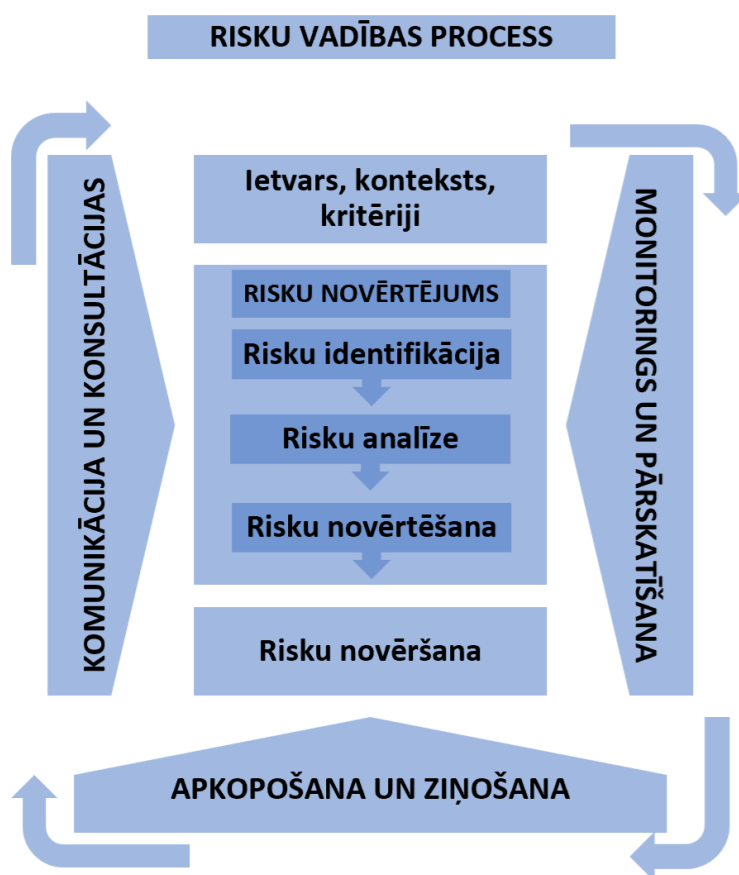 RISKU VADĪBAS PROCESS
Ietvars, konteksts,
kritēriji
RISKU NOVĒRTĒJUMS
Risku identifikācija
Risku analīze
Risku novērtēšana
Risku novēršana
KOMUNIKĀCIJA UN KONSULTĀCIJAS
MONITORINGS UN PĀRSKATĪŠANA
APKOPOŠANA UN ZIŅOŠANA